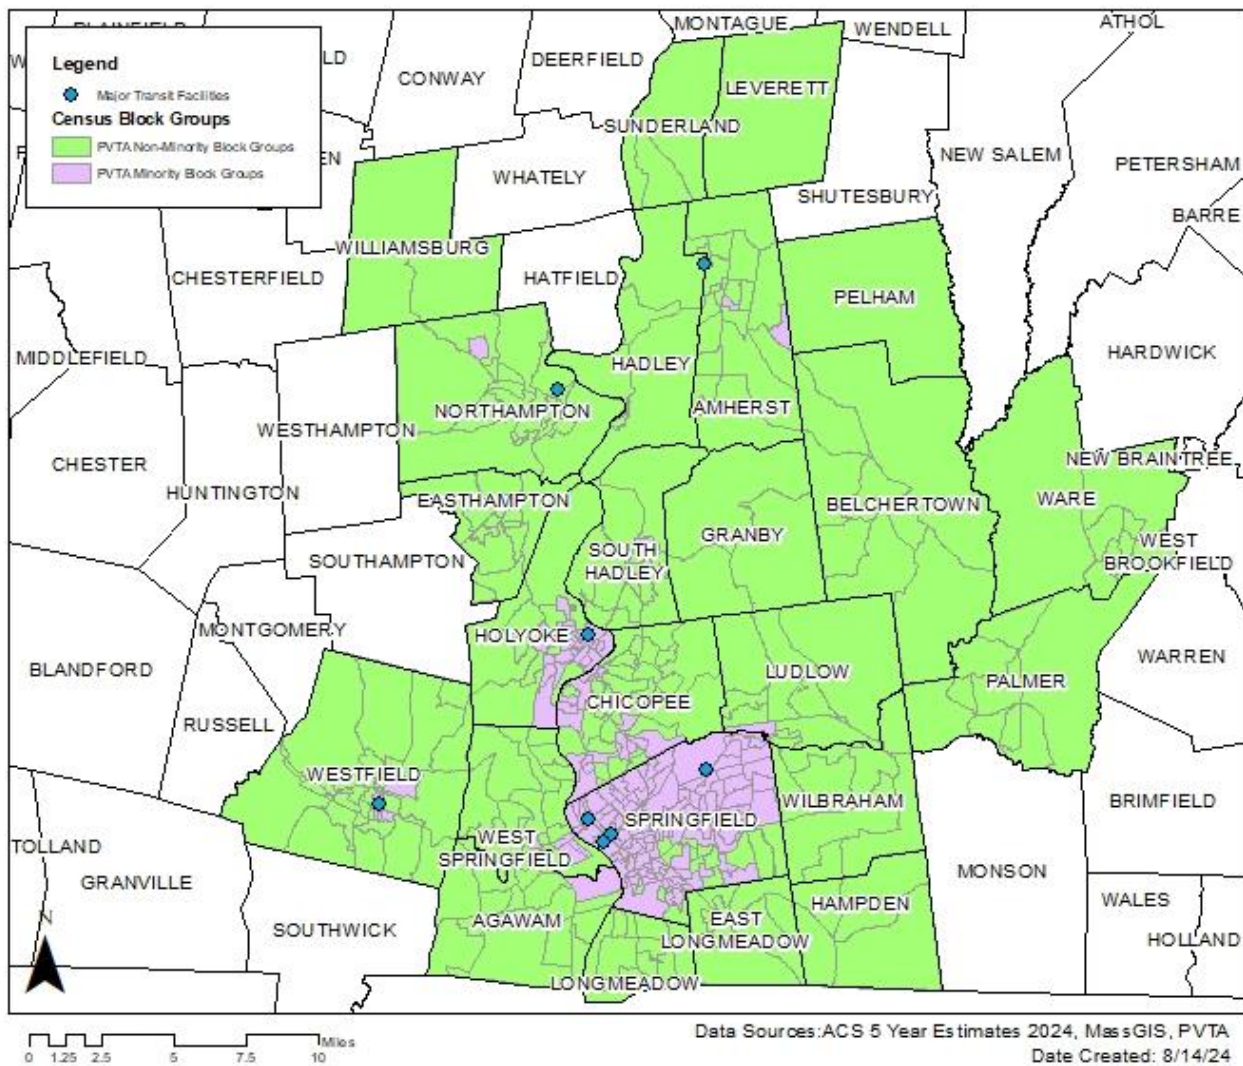 PLAINFIELD
MONTAGUE
WENDELL
ATHOL
Legend
Major Transit Facilities
Census Block Groups
PVTA Non-Minority Block Groups
PVTA Minority Block Groups
W
LD
EN
CONWAY
DEERFIELD
LEVERETT
SUNDERLAND
NEW SALEM
PETERSHAM
WHATELY
SHUTESBURY
BARRE
WILLIAMSBURG
CHESTERFIELD
HATFIELD
PELHAM
MIDDLEFIELD
HADLEY
HARDWICK
NORTHAMPTON
AMHERST
WESTHAMPTON
CHESTER
NEW BRAINTREE
HUNTINGTON
EASTHAMPTON
BELCHERTOWN
WARE
GRANBY
SOUTHAMPTON
SOUTH
HADLEY
WEST
BROOKFIELD
MONTGOMERY
HOLYOKE
BLANDFORD
LUDLOW
WARREN
PALMER
CHICOPEE
RUSSELL
WESTFIELD
WILBRAHAM
BRIMFIELD
SPRINGFIELD
TOLLAND
WEST
SPRINGFIELD
GRANVILLE
MONSON
HAMPDEN
WALES
SOUTHWICK
AGAWAM
EAST
LONGMEADOW
HOLLAND
LONGMEADOW
N
Miles
0 1.25 2.5 5 7.5 10
Data Sources:ACS 5 Year Estimates 2024, MassGIS, PVTA
Date Created: 8/14/24